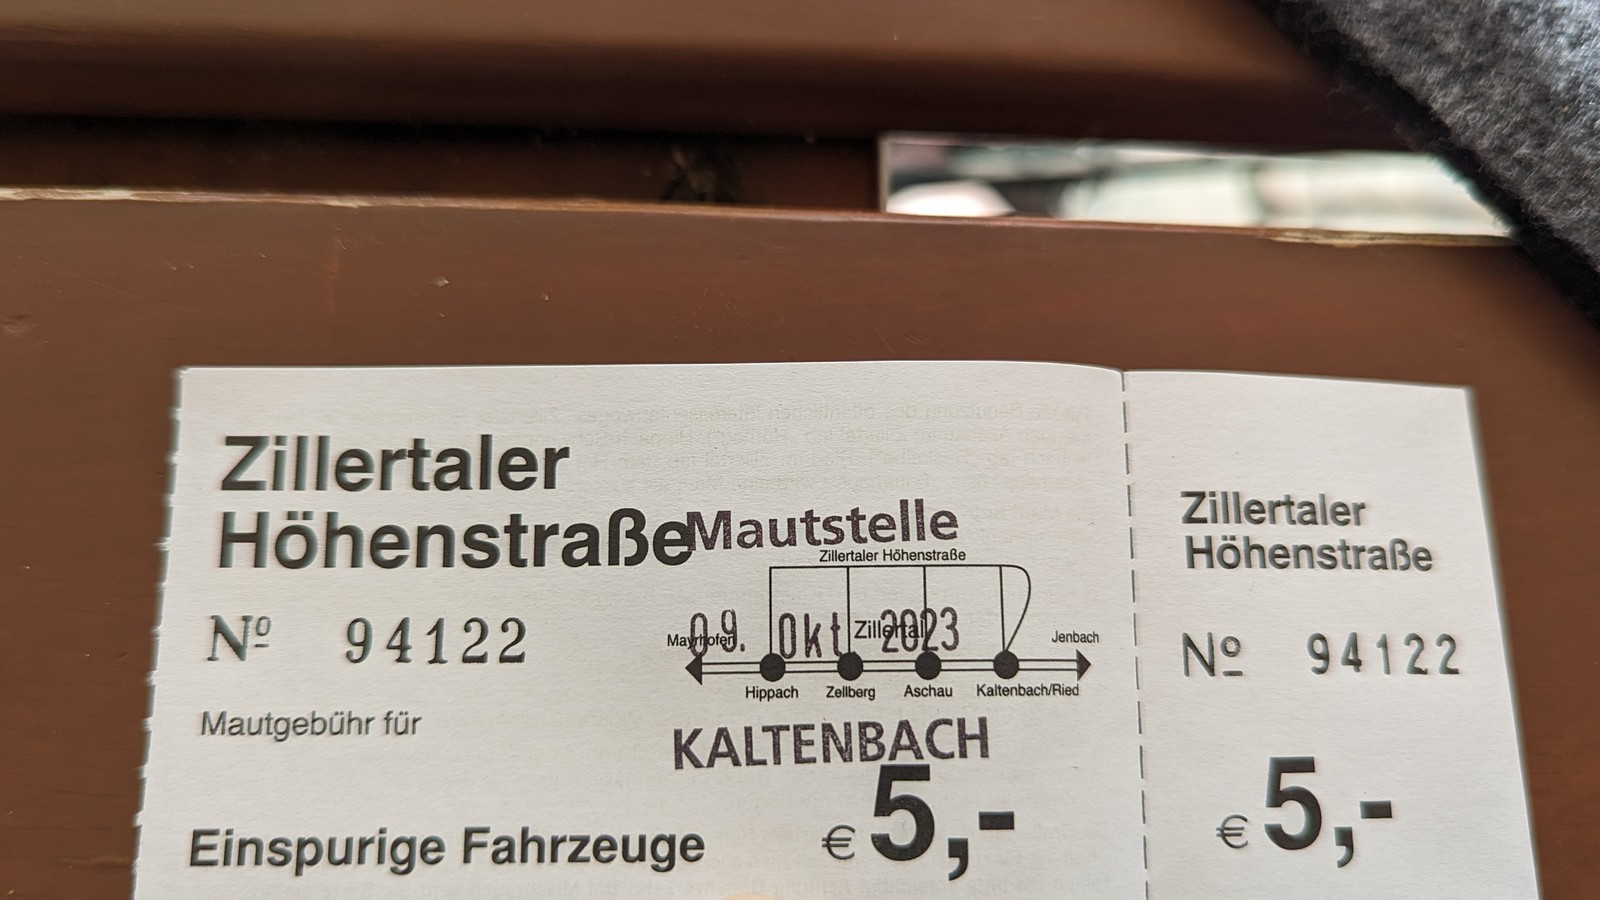 Zillertaler
Höhenstraße
Mautstelle
Zillertaler Höhenstraße
09. Okt. 2023
Zillertal
Mayrhofen
Jenbach
Hippach
Zellberg
Aschau
Kaltenbach/Ried
KALTENBACH
Nº 94122
Mautgebühr für
Einspurige Fahrzeuge
€ 5,-
Zillertaler
Höhenstraße
Nº 94122
€ 5,-